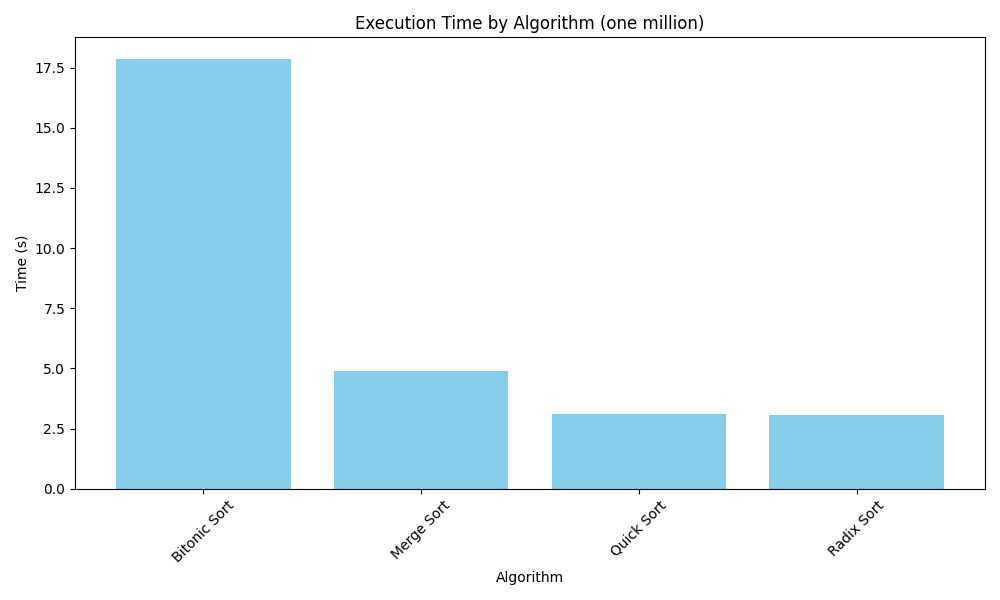 Execution Time by Algorithm (one million)
Time (s)
17.5
15.0
12.5
10.0
7.5
5.0
2.5
0.0
Bitonic Sort
Merge Sort
Quick Sort
Radix Sort
Algorithm